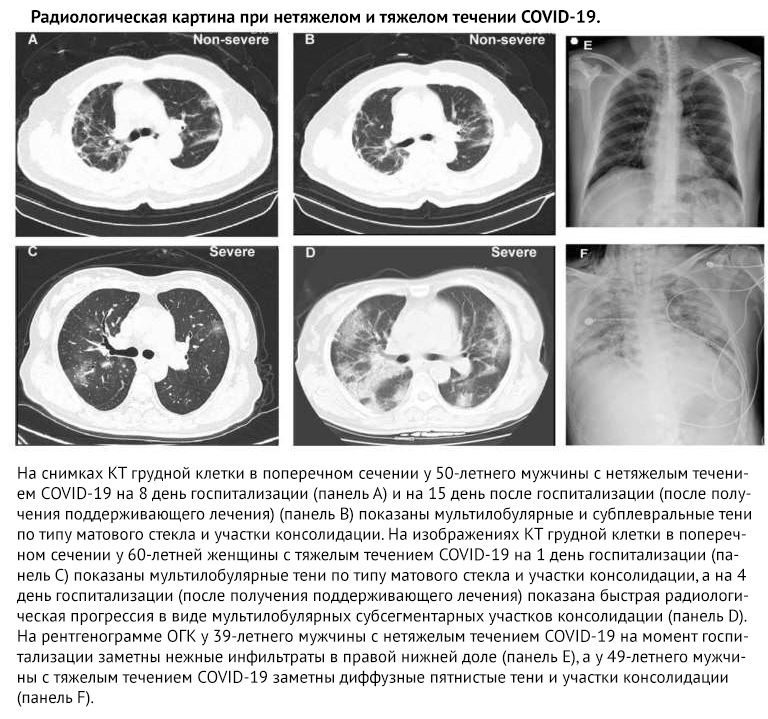 Радиологическая картина при нетяжелом и тяжелом течении COVID-19.
A Non-severe
B Non-severe
E
C Severe
D Severe
F
На снимках КТ грудной клетки в поперечном сечении у 50-летнего мужчины с нетяжелым течени-
ем COVID-19 на 8 день госпитализации (панель А) и на 15 день после госпитализации (после полу-
чения поддерживающего лечения) (панель В) показаны мультилобулярные и субплевральные тени
по типу матового стекла и участки консолидации. На изображениях КТ грудной клетки в попереч-
ном сечении у 60-летней женщины с тяжелым течением COVID-19 на 1 день госпитализации (па-
нель С) показаны мультилобулярные тени по типу матового стекла и участки консолидации, а на 4
день госпитализации (после получения поддерживающего лечения) показана быстрая радиологи-
ческая прогрессия в виде мультилобулярных субсегментарных участков консолидации (панель D).
На рентгенограмме ОГК у 39-летнего мужчины с нетяжелым течением COVID-19 на момент госпи-
тализации заметны нежные инфильтраты в правой нижней доле (панель Е), а у 49-летнего мужчи-
ны с тяжелым течением COVID-19 заметны диффузные пятнистые тени и участки консолидации
(панель F).